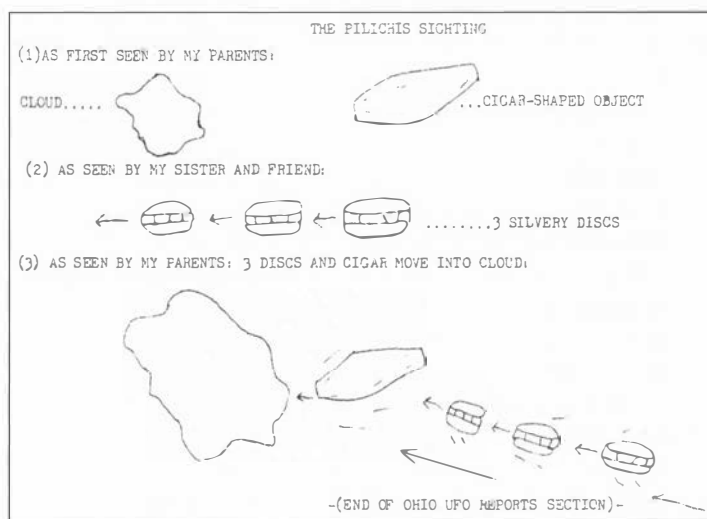 THE PILICHIS SIGHTING
(1)AS FIRST SEEN BY MY PARENTS:
CLOUD.....
...CIGAR-SHAPED OBJECT
(2) AS SEEN BY MY SISTER AND FRIEND:
........3 SILVERY DISCS
(3) AS SEEN BY MY PARENTS: 3 DISCS AND CIGAR MOVE INTO CLOUD:
-(END OF OHIO UFO REPORTS SECTION)-